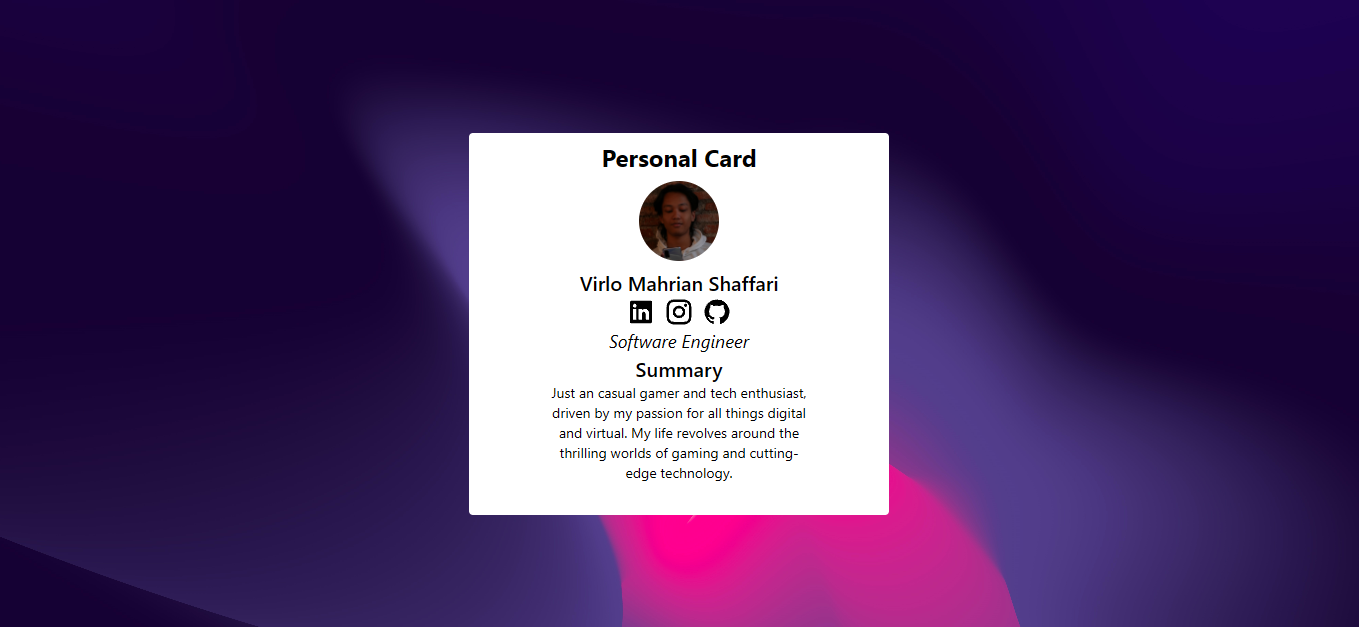 Personal Card
Virlo Mahrian Shaffari
in
Software Engineer
Summary
Just an casual gamer and tech enthusiast,
driven by my passion for all things digital
and virtual. My life revolves around the
thrilling worlds of gaming and cutting-
edge technology.